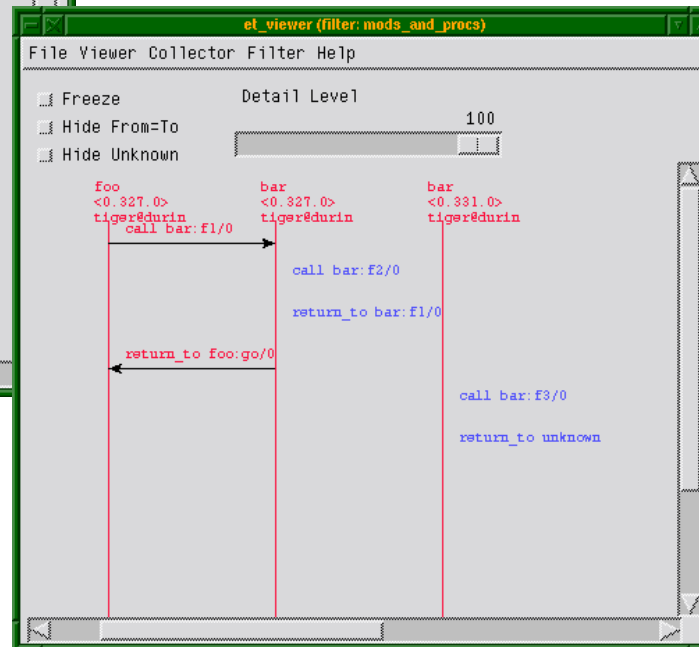 et_viewer (filter: mods_and_procs)
File Viewer Collector Filter Help
Freeze
Detail Level
Hide From=To
100
Hide Unknown
foo bar bar
<0.327.0> <0.327.0> <0.331.0>
tiger@durin tiger@durin tiger@durin
call bar:f1/0
call bar:f2/0
return_to bar:f1/0
return_to foo:go/0
call bar:f3/0
return_to unknown